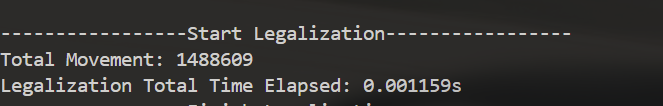 -----------------Start Legalization-----------------
Total Movement: 1488609
Legalization Total Time Elapsed: 0.001159s